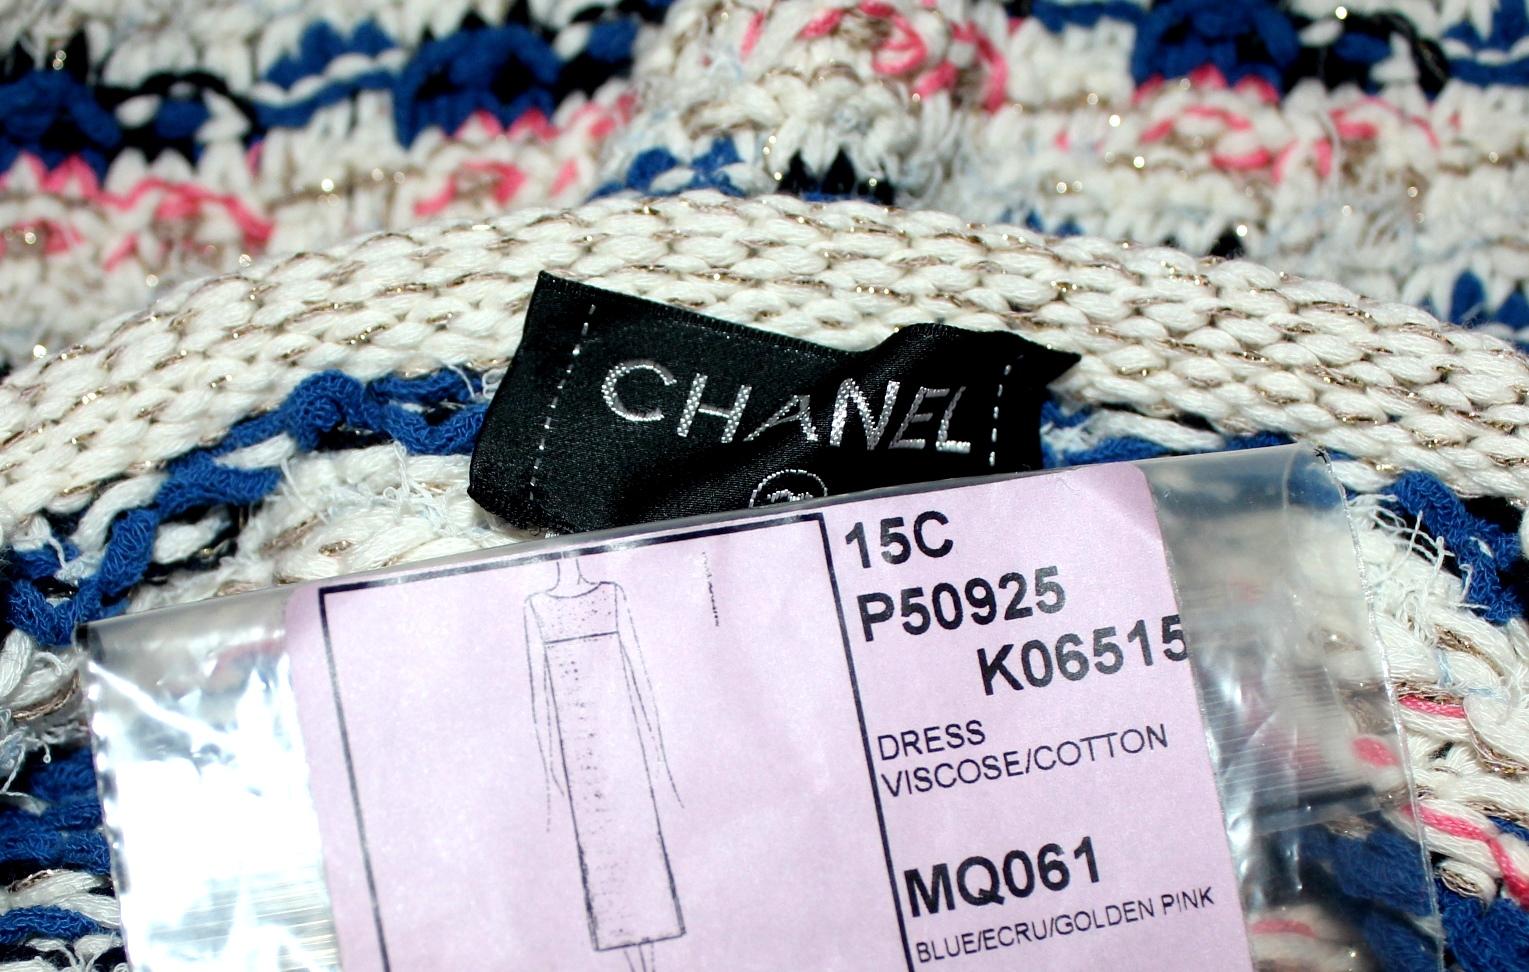 CHANEL
15C
P50925
K06515
DRESS
VISCOSE/COTTON
MQ061
BLUE/ECRU/GOLDEN PINK